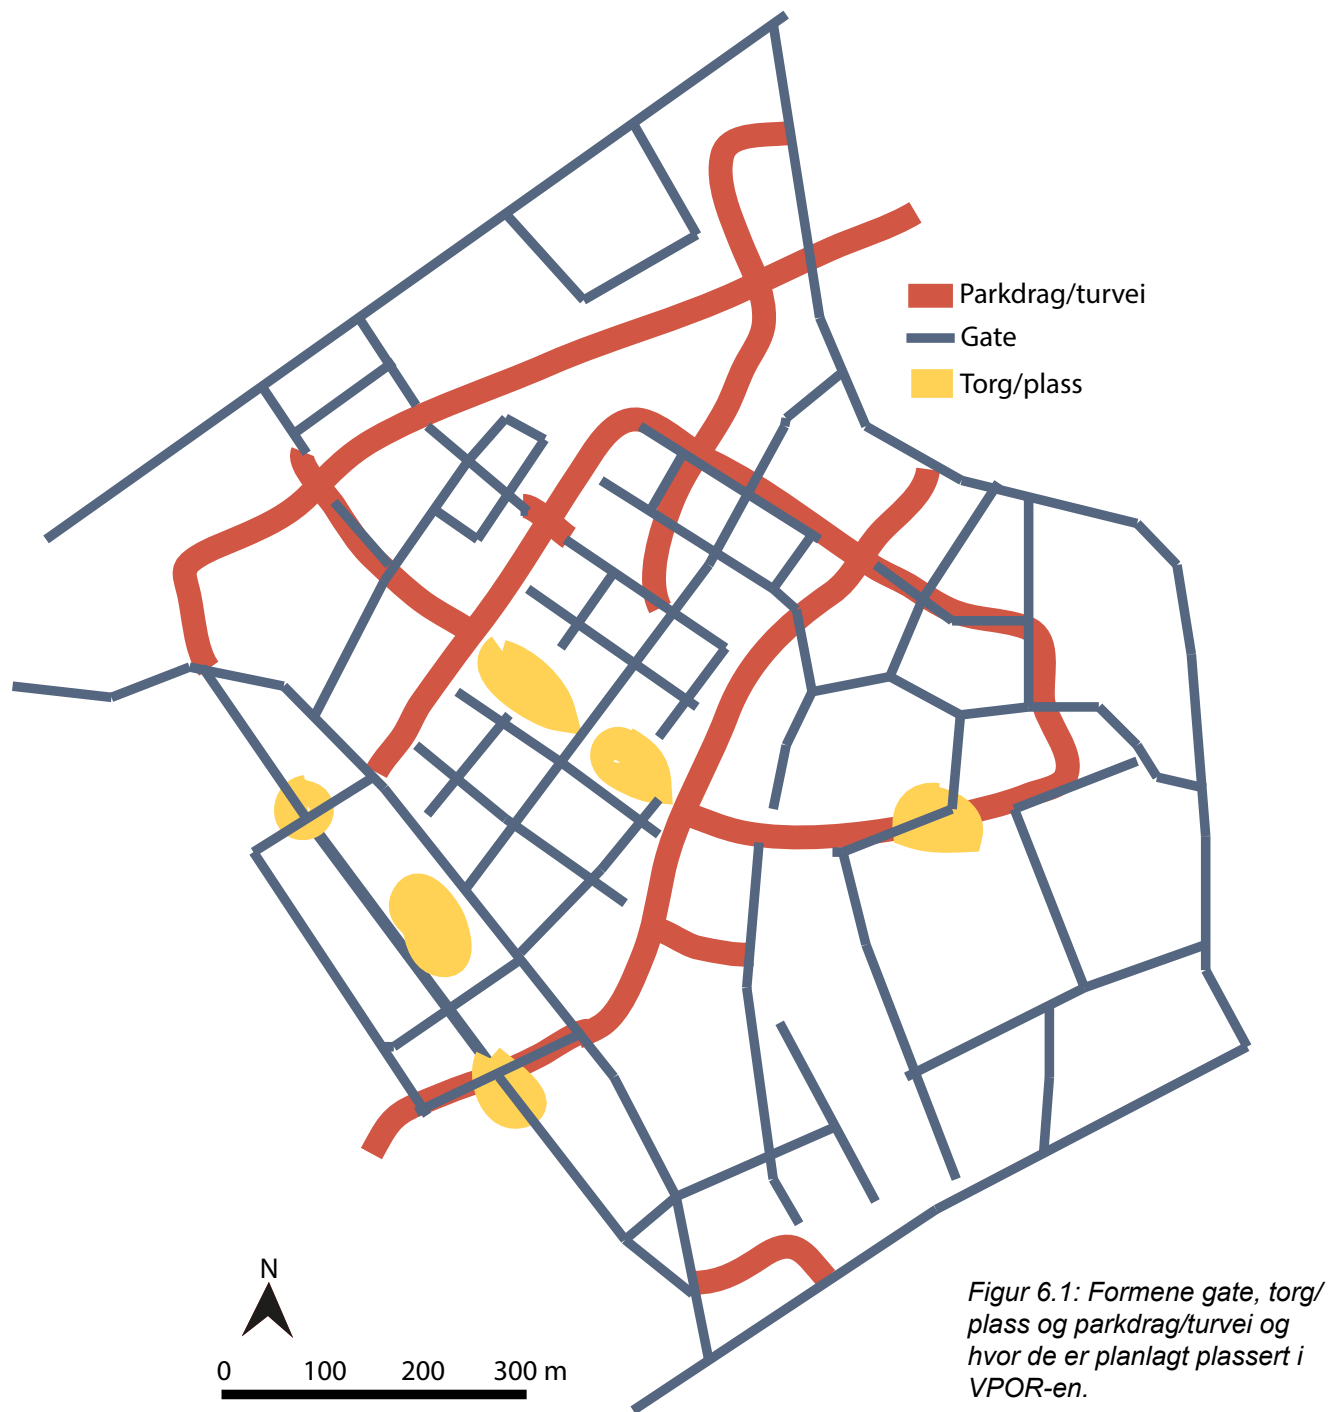 Parkdrag/turvei
Gate
Torg/plass
N
0 100 200 300 m
Figur 6.1: Formene gate, torg/
plass og parkdrag/turvei og
hvor de er planlagt plassert i
VPOR-en.